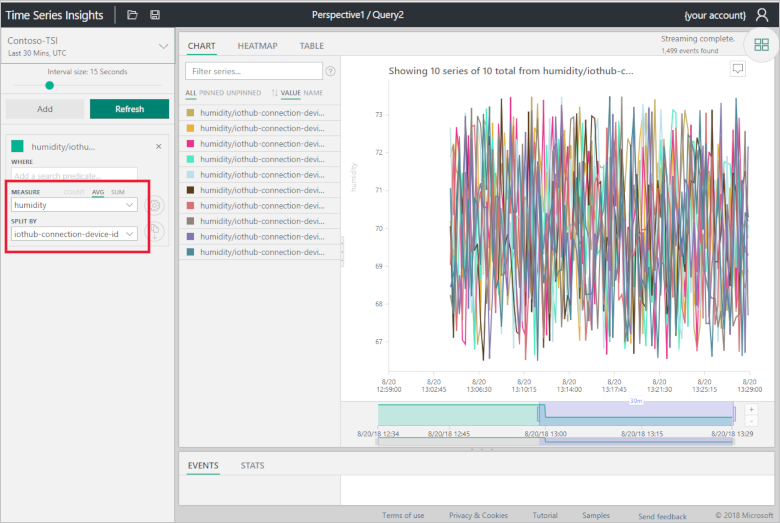 Time Series Insights
Perspective1 / Query2
{your account}
Contoso-TSI
Last 30 Mins, UTC
Interval size: 15 Seconds
Add
Refresh
humidity/iothu...
WHERE
Add a search predicate...
MEASURE COUNT AVG SUM
humidity
SPLIT BY
iothub-connection-device-id
CHART HEATMAP TABLE
Streaming complete.
1,499 events found
Filter series...
ALL PINNED UNPINNED VALUE NAME
humidity/iothub-connection-devi...
humidity/iothub-connection-devi...
humidity/iothub-connection-devi...
humidity/iothub-connection-devi...
humidity/iothub-connection-devi...
humidity/iothub-connection-devi...
humidity/iothub-connection-devi...
humidity/iothub-connection-devi...
humidity/iothub-connection-devi...
humidity/iothub-connection-devi...
Showing 10 series of 10 total from humidity/iothub-c...
humidity
73
72
71
70
69
68
67
8/20 8/20 8/20 8/20 8/20 8/20 8/20 8/20 8/20
12:59:00 13:02:45 13:06:30 13:10:15 13:14:00 13:17:45 13:21:30 13:25:15 13:29:00
30m
8/20/18 12:34 8/20/18 12:45 8/20/18 13:00 8/20/18 13:15 8/20/18 13:29
EVENTS STATS
Terms of use Privacy & Cookies Tutorial Samples Send feedback © 2018 Microsoft